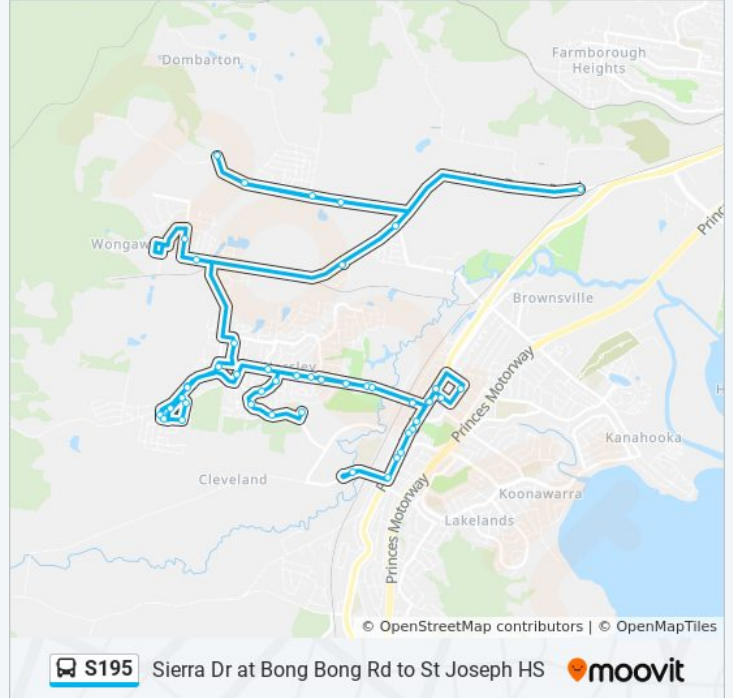 Dombarton
Farmborough
Heights
Princes Motorway
Brownsville
Princes Motorway
Kanahooka
Cleveland
Koonawarra
Lakelands
Princes Motorway
© OpenStreetMap contributors | © OpenMapTiles
S195 Sierra Dr at Bong Bong Rd to St Joseph HS moovit